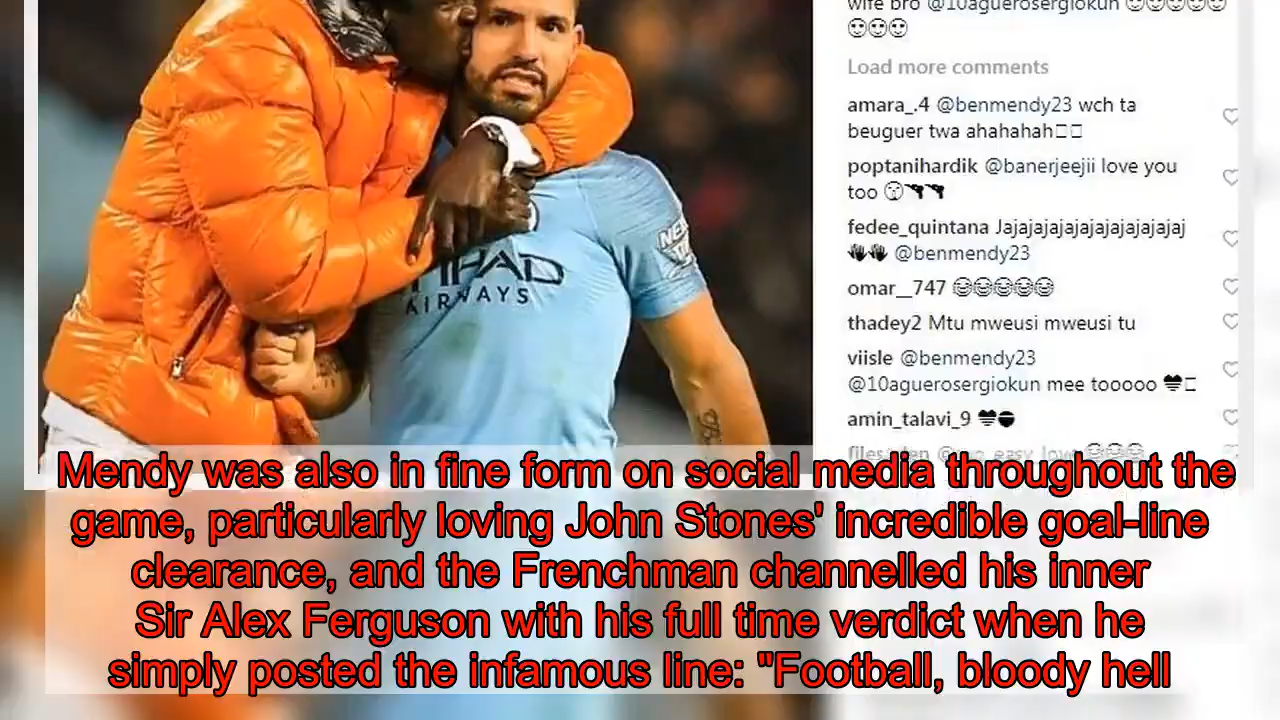 wife bro @10aguerosergiokun
Load more comments
amara_.4 @benmendy23 wch ta
beuguer twa ahahahah
poptanihardik @banerjeejii love you
too
fedee_quintana Jajajajajajajajajajajajaj
@benmendy23
omar__747
thadey2 Mtu mweusi mweusi tu
viisle @benmendy23
@10aguerosergiokun mee tooooo
amin_talavi_9
ETIHAD
AIRWAYS
Mendy was also in fine form on social media throughout the
game, particularly loving John Stones' incredible goal-line
clearance, and the Frenchman channelled his inner
Sir Alex Ferguson with his full time verdict when he
simply posted the infamous line: "Football, bloody hell